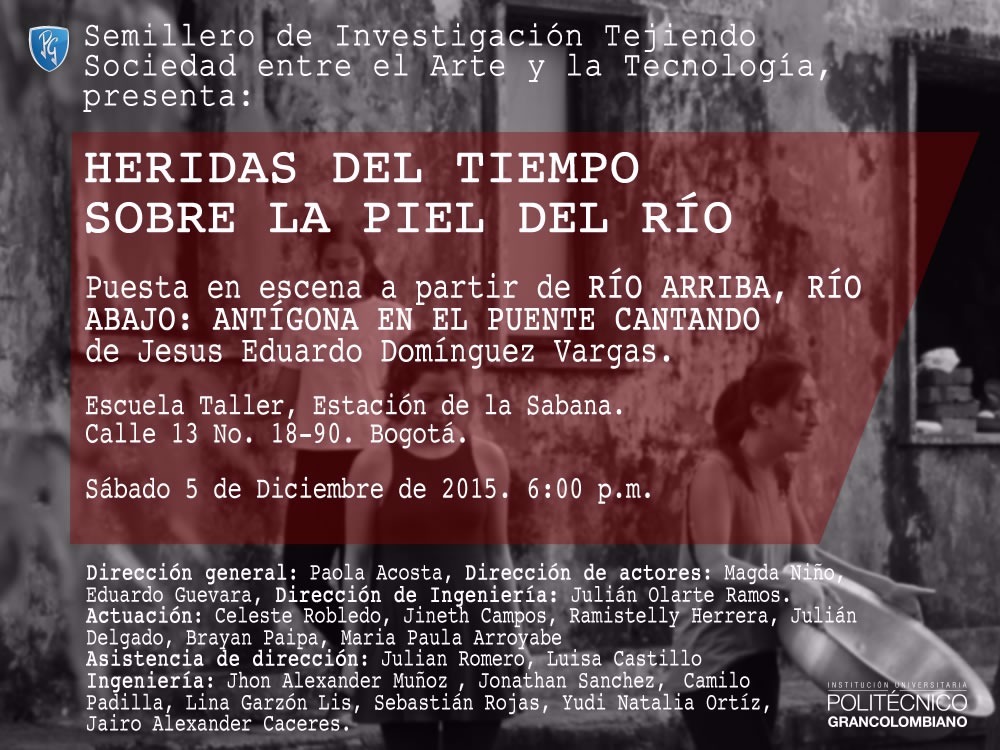 PG
Semillero de Investigación Tejiendo
Sociedad entre el Arte y la Tecnología,
presenta:
HERIDAS DEL TIEMPO
SOBRE LA PIEL DEL RÍO
Puesta en escena a partir de RÍO ARRIBA, RÍO
ABAJO: ANTÍGONA EN EL PUENTE CANTANDO
de Jesus Eduardo Domínguez Vargas.
Escuela Taller, Estación de la Sabana.
Calle 13 No. 18-90. Bogotá.
Sábado 5 de Diciembre de 2015. 6:00 p.m.
Dirección general: Paola Acosta, Dirección de actores: Magda Niño,
Eduardo Guevara, Dirección de Ingeniería: Julián Olarte Ramos.
Actuación: Celeste Robledo, Jineth Campos, Ramistelly Herrera, Julián
Delgado, Brayan Paipa, Maria Paula Arroyabe
Asistencia de dirección: Julian Romero, Luisa Castillo
Ingeniería: Jhon Alexander Muñoz , Jonathan Sanchez, Camilo
Padilla, Lina Garzón Lis, Sebastián Rojas, Yudi Natalia Ortíz,
Jairo Alexander Caceres.
INSTITUCIÓN UNIVERSITARIA
POLITÉCNICO
GRANCOLOMBIANO